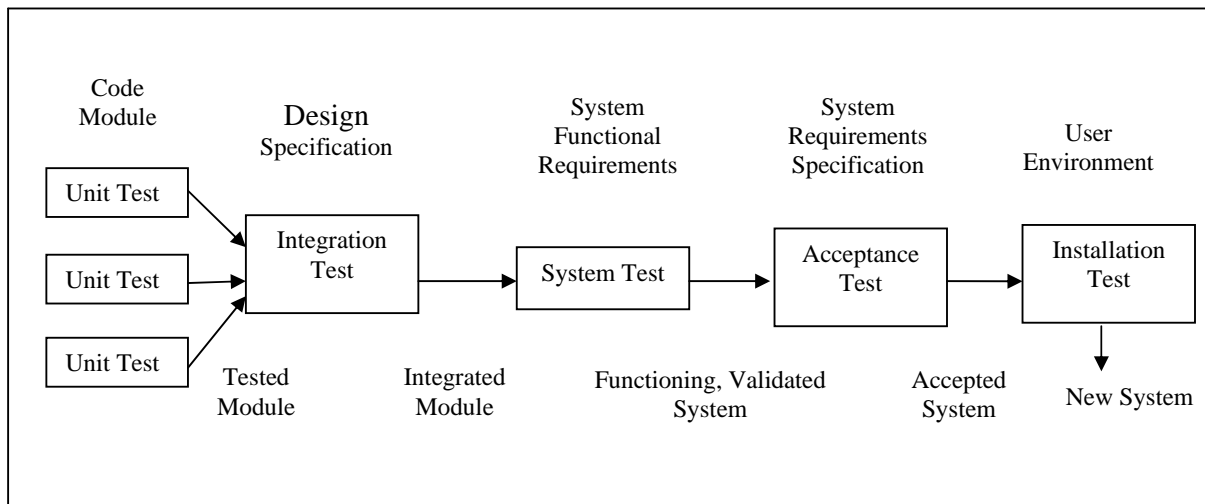 Code
Module
Design
Specification
System
Functional
Requirements
System
Requirements
Specification
User
Environment
Unit Test
Unit Test
Unit Test
Integration
Test
System Test
Acceptance
Test
Installation
Test
Tested
Module
Integrated
Module
Functioning, Validated
System
Accepted
System
New System